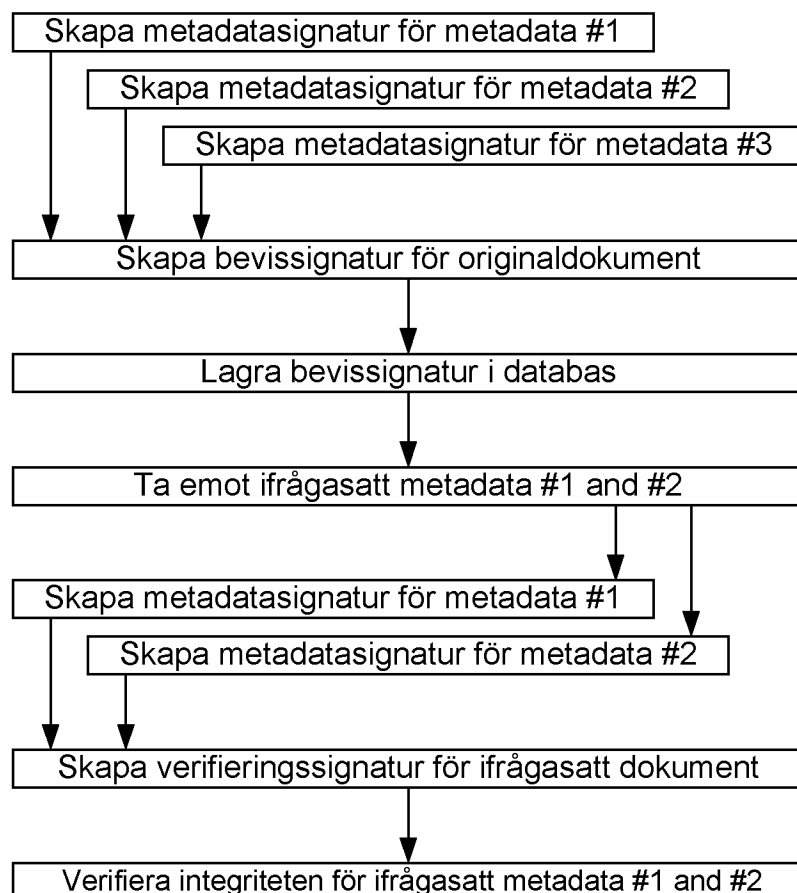 Skapa metadatasignatur för metadata #1
Skapa metadatasignatur för metadata #2
Skapa metadatasignatur för metadata #3
Skapa bevissignatur för originaldokument
Lagra bevissignatur i databas
Ta emot ifrågasatt metadata #1 and #2
Skapa metadatasignatur för metadata #1
Skapa metadatasignatur för metadata #2
Skapa verifieringssignatur för ifrågasatt dokument
Verifiera integriteten för ifrågasatt metadata #1 and #2